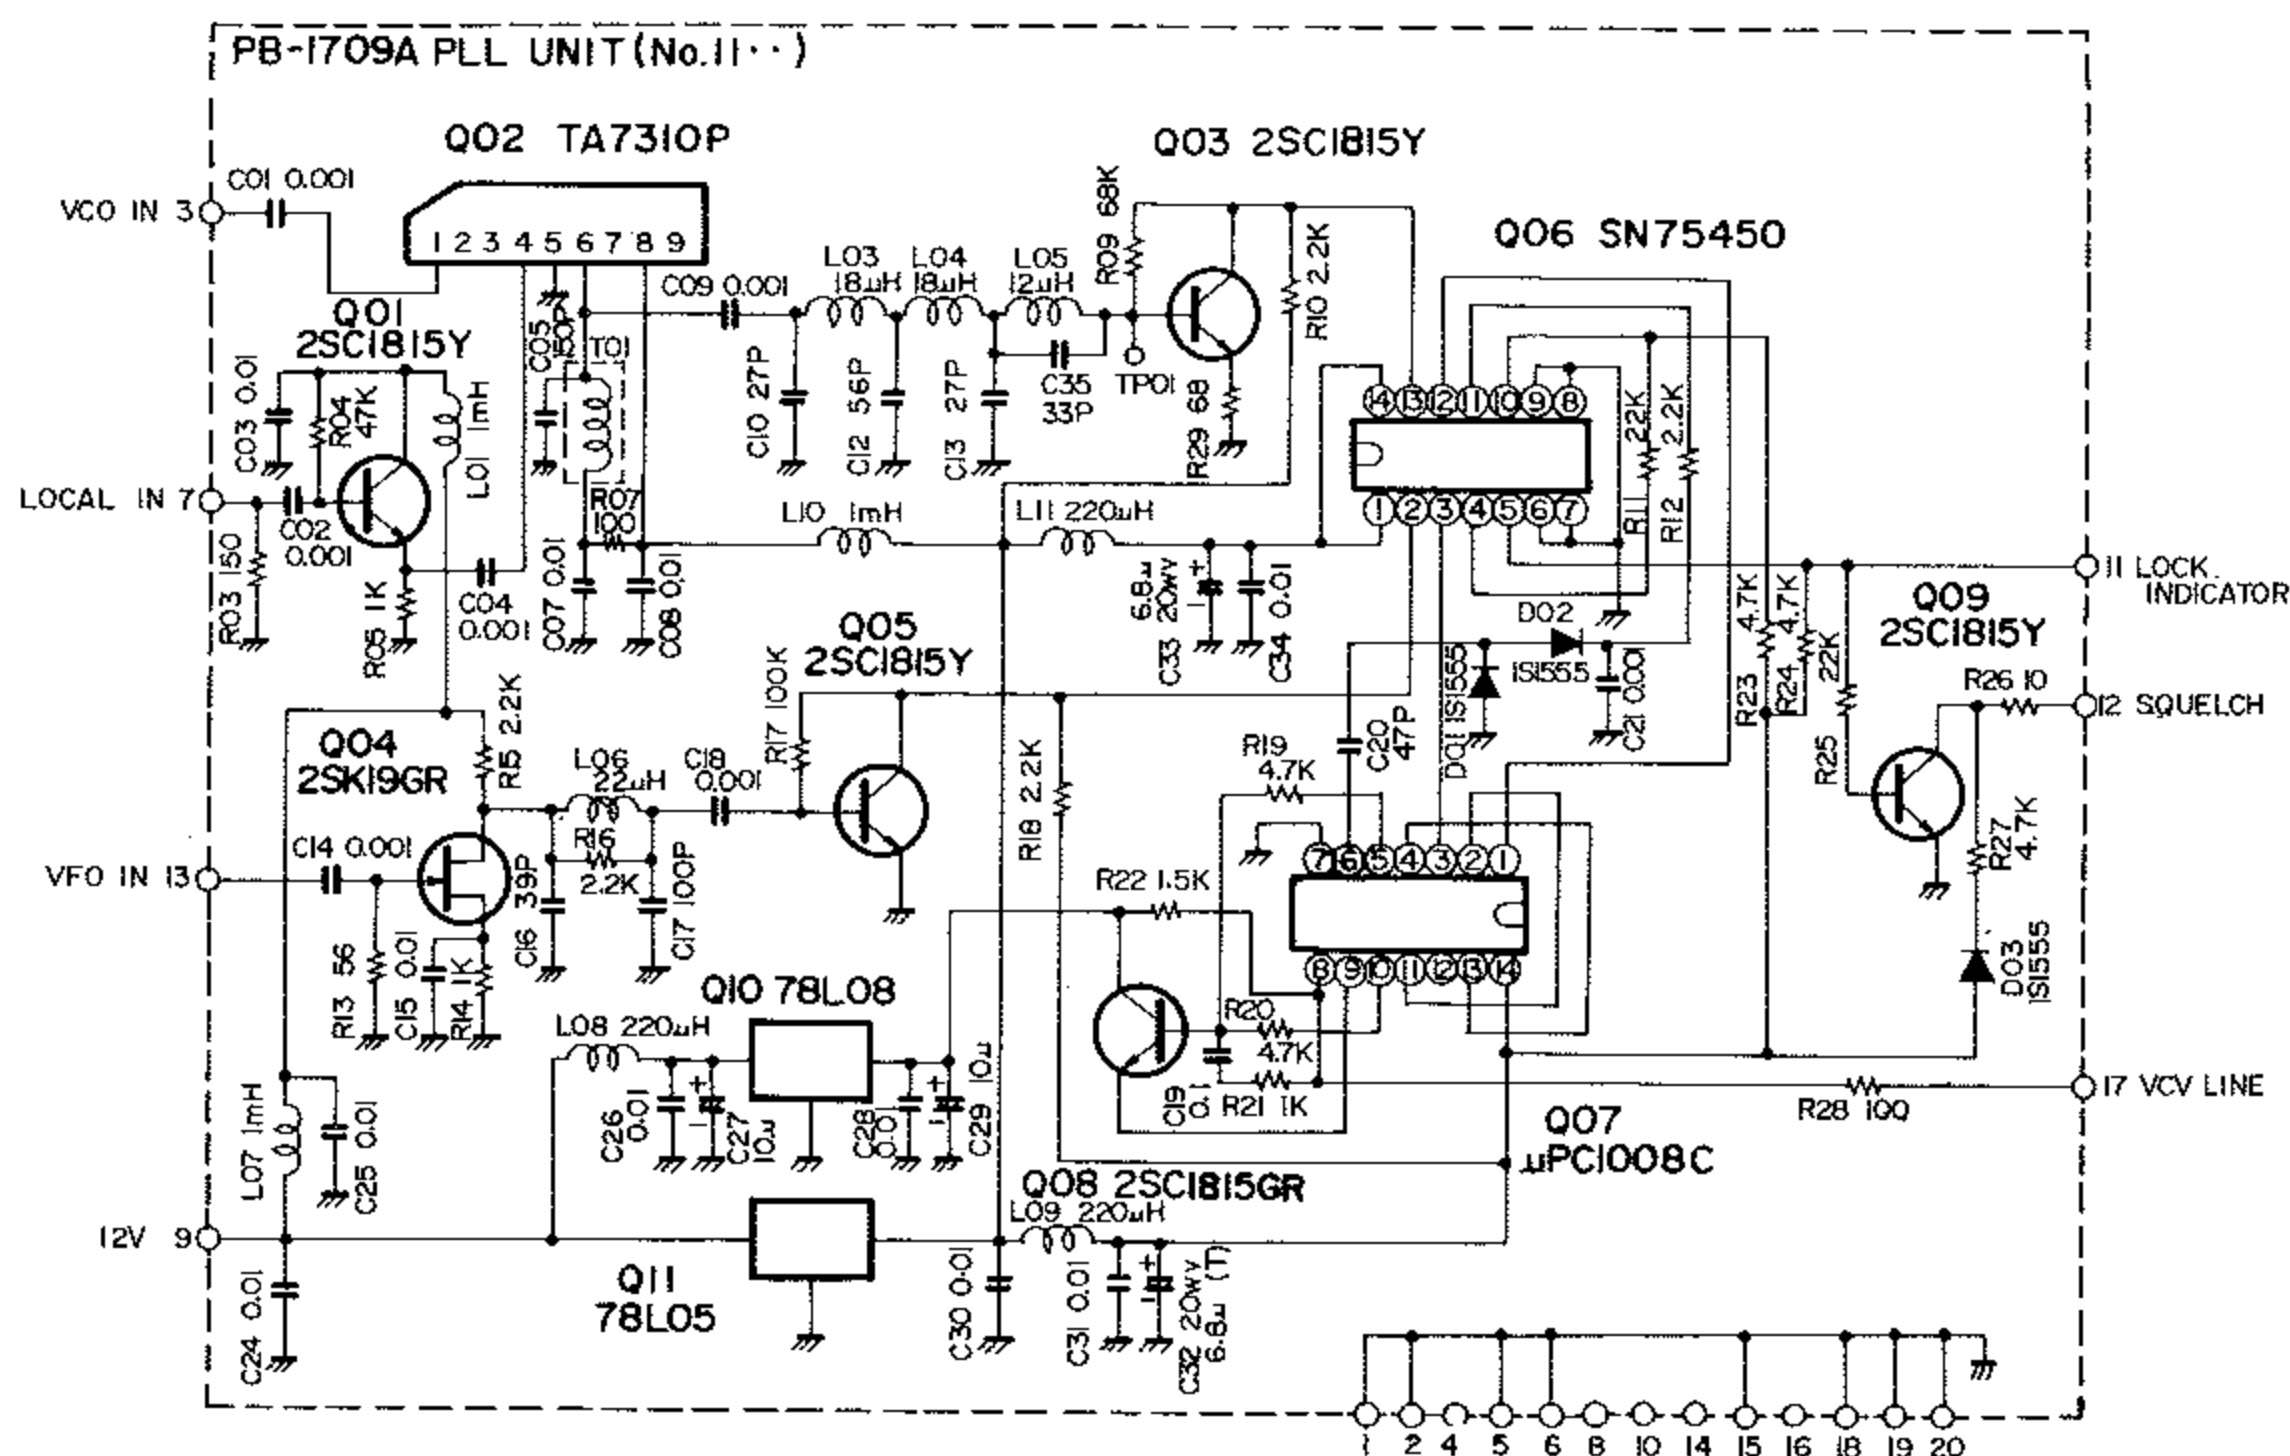 PB-1709A PLL UNIT (No.11··)
Q02 TA7310P
Q03 2SC1815Y
Q06 SN75450
VCO IN 3
C01 0.001
1 2 3 4 5 6 7 8 9
Q01
2SC1815Y
C03 0.01
R04
47K
L01 1mH
C05
T01
C09 0.001
L03
18µH
L04
18µH
L05
12µH
C10 27P
C12 56P
C13 27P
C35
33P
TP01
R09 68K
R29 68
R10 2.2K
14 13 12 11 10 9 8
1 2 3 4 5 6 7
R11 22K
R12 2.2K
LOCAL IN 7
R03 150
C02
0.001
R05 1K
C04
0.001
R07
100
C07 0.01
C08 0.01
L10 1mH
L11 220µH
C33 6.8µ
20wv
+
-
C34 0.01
D02
1S1555
D01 1S1555
C21 0.01
C20
47P
R23 4.7K
R24 4.7K
R25 22K
11 LOCK
INDICATOR
Q09
2SC1815Y
R26 10
12 SQUELCH
R27
4.7K
D03
1S1555
Q05
2SC1815Y
R17 100K
R18 2.2K
Q04
2SK19GR
R5 2.2K
L06
22µH
C18
0.001
R16
2.2K
C16 39P
C17 100P
VFO IN 13
C14 0.001
R13 56
C15 0.01
R14 1K
R19
4.7K
R22 1.5K
7 6 5 4 3 2 1
8 9 10 11 12 13 14
R20
4.7K
C19
0.1
R21 1K
R28 100
17 VCV LINE
Q07
µPC1008C
Q10 78L08
L08 220µH
C26
0.01
+
-
C27
10µ
C28
0.01
+
-
C29 10µ
L07 1mH
C25 0.01
Q08 2SC1815GR
L09 220µH
12V 9
C24 0.01
Q11
78L05
C30 0.01
C31 0.01
+
-
C32 20wv
6.8µ (T)
1 2 4 5 6 8 10 14 15 16 18 19 20